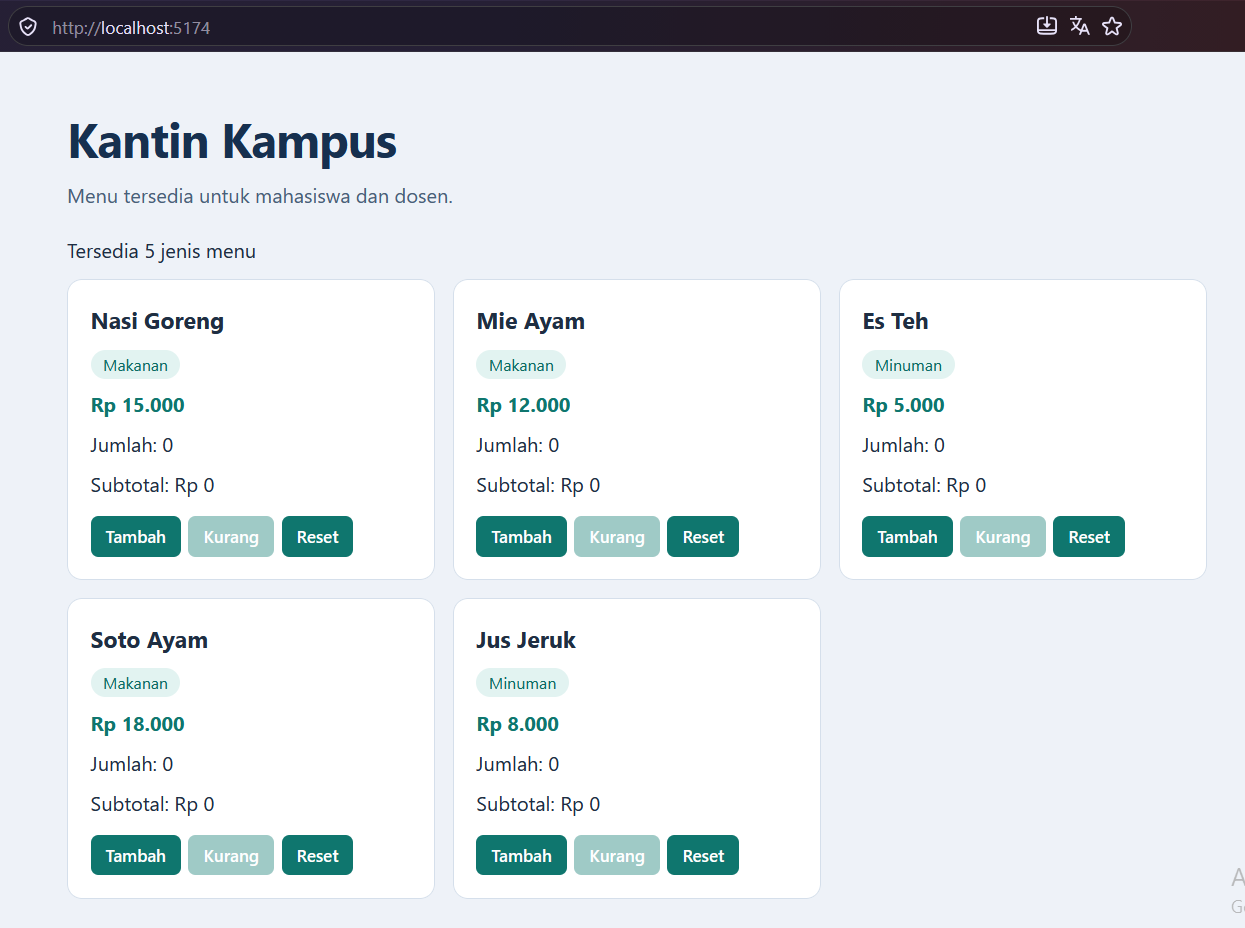 http://localhost:5174
Kantin Kampus
Menu tersedia untuk mahasiswa dan dosen.
Tersedia 5 jenis menu
Nasi Goreng
Makanan
Rp 15.000
Jumlah: 0
Subtotal: Rp 0
Tambah Kurang Reset
Mie Ayam
Makanan
Rp 12.000
Jumlah: 0
Subtotal: Rp 0
Tambah Kurang Reset
Es Teh
Minuman
Rp 5.000
Jumlah: 0
Subtotal: Rp 0
Tambah Kurang Reset
Soto Ayam
Makanan
Rp 18.000
Jumlah: 0
Subtotal: Rp 0
Tambah Kurang Reset
Jus Jeruk
Minuman
Rp 8.000
Jumlah: 0
Subtotal: Rp 0
Tambah Kurang Reset